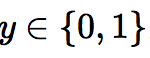 y ∈ {0, 1}